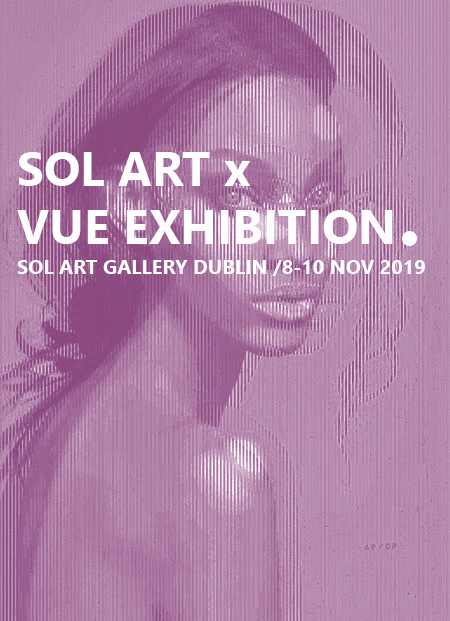 SOL ART x
VUE EXHIBITION.
SOL ART GALLERY DUBLIN /8-10 NOV 2019